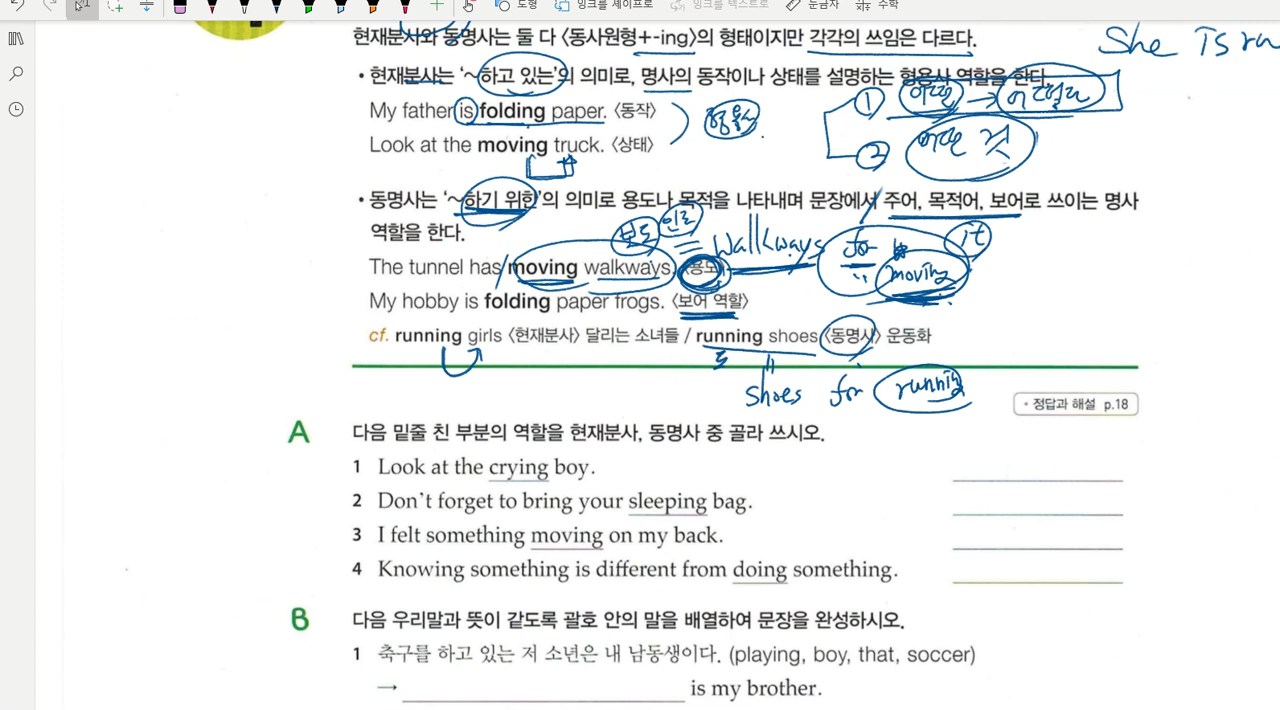 도형
잉크를 셰이프로
잉크를 텍스트로
눈금자
수학
현재분사와 동명사는 둘 다 〈동사원형+-ing〉의 형태이지만 각각의 쓰임은 다르다.
She Is ru
• 현재분사는 '~하고 있는'의 의미로, 명사의 동작이나 상태를 설명하는 형용사 역할을 한다.
My father is folding paper. 〈동작〉
Look at the moving truck. 〈상태〉
형용사
① 어떤 → 어떻다
② 어떤 것
• 동명사는 '~하기 위한'의 의미로 용도나 목적을 나타내며 문장에서 주어, 목적어, 보어로 쓰이는 명사
역할을 한다.
보도 = walkways for moving
The tunnel has moving walkways. 〈용도〉
My hobby is folding paper frogs. 〈보어 역할〉
cf. running girls 〈현재분사〉 달리는 소녀들 / running shoes 〈동명사〉 운동화
shoes for running
• 정답과 해설 p.18
A 다음 밑줄 친 부분의 역할을 현재분사, 동명사 중 골라 쓰시오.
1 Look at the crying boy.
2 Don't forget to bring your sleeping bag.
3 I felt something moving on my back.
4 Knowing something is different from doing something.
B 다음 우리말과 뜻이 같도록 괄호 안의 말을 배열하여 문장을 완성하시오.
1 축구를 하고 있는 저 소년은 내 남동생이다. (playing, boy, that, soccer)
→ is my brother.